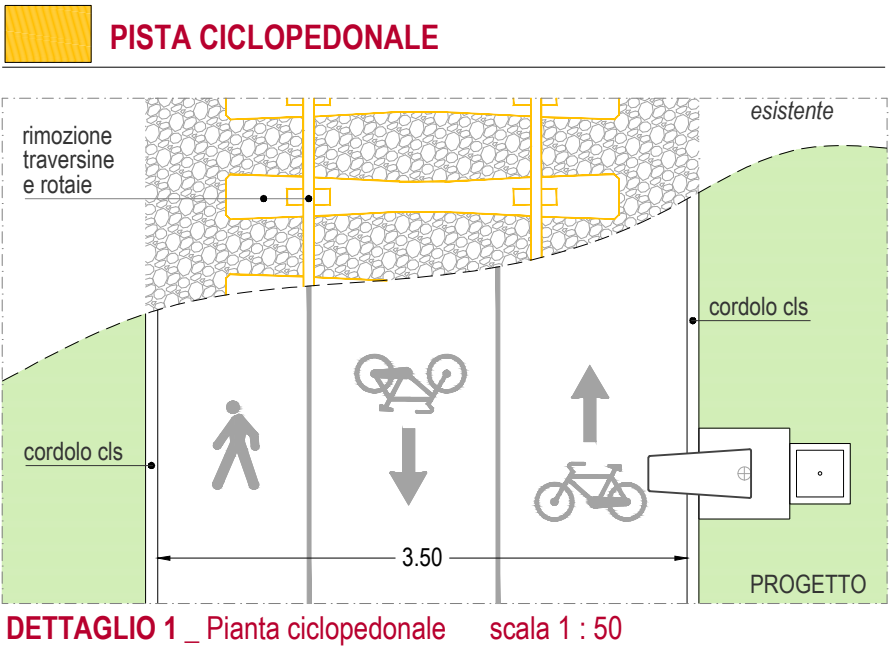 PISTA CICLOPEDONALE
esistente
rimozione
traversine
e rotaie
cordolo cls
cordolo cls
3.50
PROGETTO
DETTAGLIO 1 _ Pianta ciclopedonale scala 1 : 50